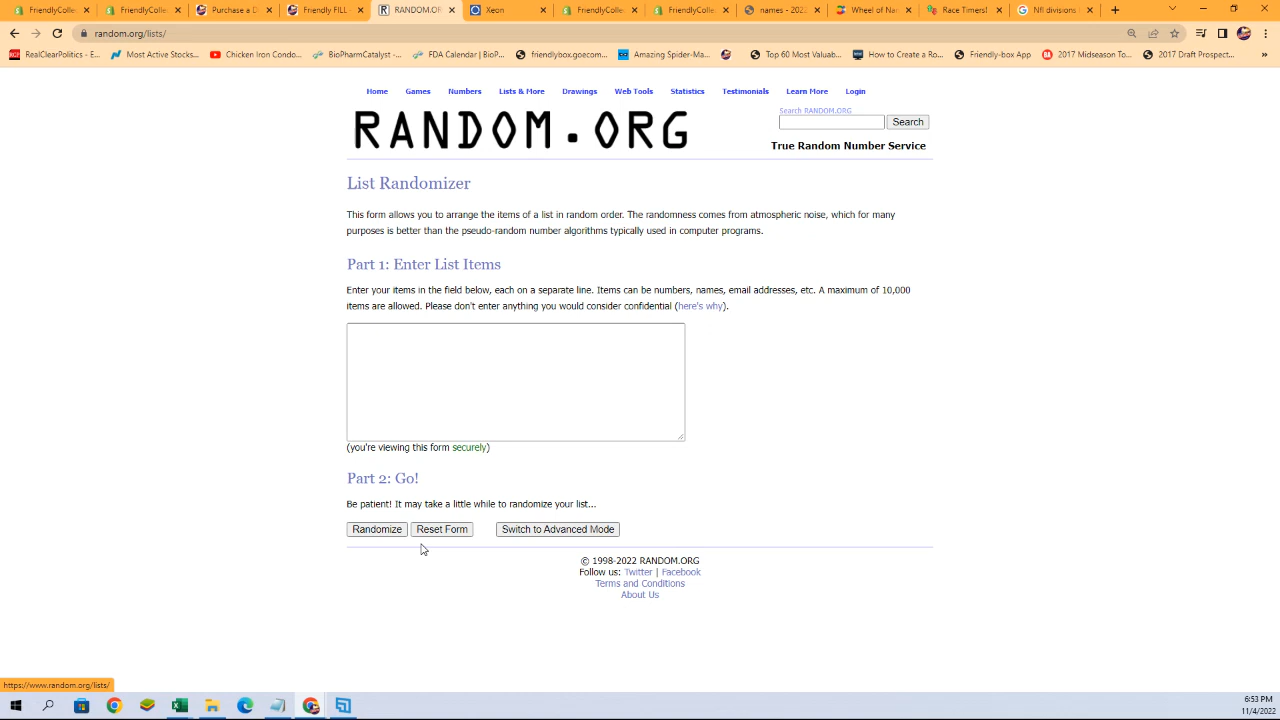 FriendlyCollec
FriendlyCollec
Purchase a D
Friendly FILL-
RANDOM.OR
Xeon
FriendlyCollec
FriendlyCollec
names - 202
Wheel of Nar
Race Timers!
Nfl divisions l
random.org/lists/
RealClearPolitics - E...
Most Active Stocks...
Chicken Iron Condo...
BioPharmCatalyst -...
FDA Calendar | BioP...
friendlybox.goecom...
Amazing Spider-Ma...
Top 60 Most Valuab...
How to Create a Ro...
Friendly-box App
2017 Midseason To...
2017 Draft Prospect...
»
Home Games Numbers Lists & More Drawings Web Tools Statistics Testimonials Learn More Login
Search RANDOM.ORG
RANDOM.ORG
Search
True Random Number Service
List Randomizer
This form allows you to arrange the items of a list in random order. The randomness comes from atmospheric noise, which for many
purposes is better than the pseudo-random number algorithms typically used in computer programs.
Part 1: Enter List Items
Enter your items in the field below, each on a separate line. Items can be numbers, names, email addresses, etc. A maximum of 10,000
items are allowed. Please don't enter anything you would consider confidential (here's why).
(you're viewing this form securely)
Part 2: Go!
Be patient! It may take a little while to randomize your list...
Randomize Reset Form Switch to Advanced Mode
© 1998-2022 RANDOM.ORG
Follow us: Twitter | Facebook
Terms and Conditions
About Us
https://www.random.org/lists/
6:53 PM
11/4/2022